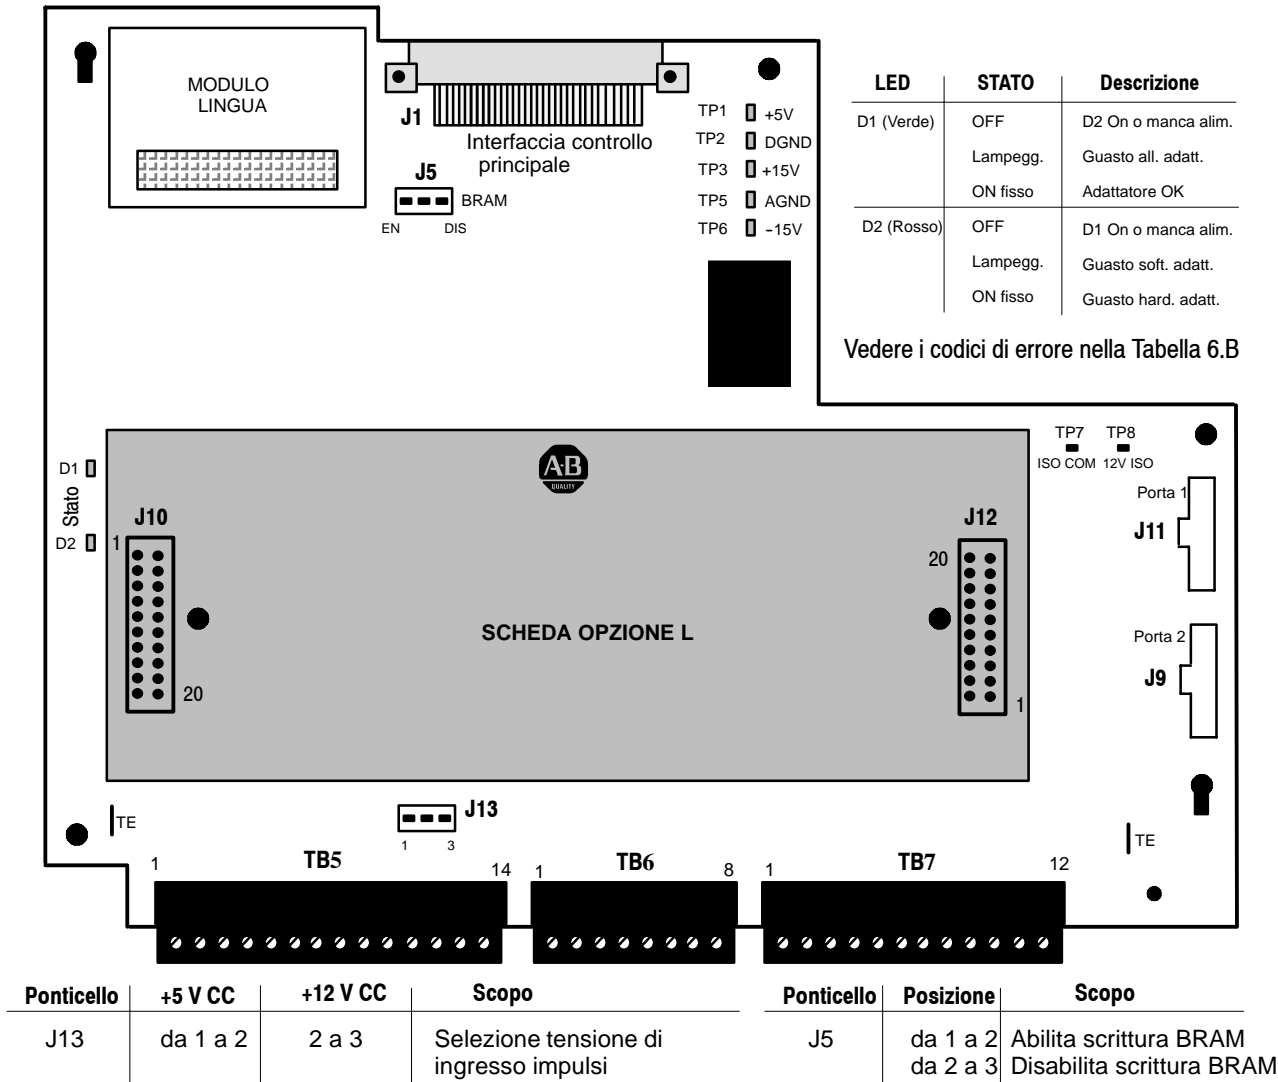 MODULO
LINGUA
J1
Interfaccia controllo
principale
J5
BRAM
EN DIS
TP1 +5V
TP2 DGND
TP3 +15V
TP5 AGND
TP6 -15V
LED STATO Descrizione
D1 (Verde) OFF D2 On o manca alim.
Lampegg. Guasto all. adatt.
ON fisso Adattatore OK
D2 (Rosso) OFF D1 On o manca alim.
Lampegg. Guasto soft. adatt.
ON fisso Guasto hard. adatt.
Vedere i codici di errore nella Tabella 6.B
TP7 TP8
ISO COM 12V ISO
A-B
QUALITY
D1
Stato
D2
J10
1
20
SCHEDA OPZIONE L
J12
20
1
Porta 1
J11
Porta 2
J9
TE
J13
1 3
TE
1 TB5 14
1 TB6 8
1 TB7 12
Ponticello +5 V CC +12 V CC Scopo
J13 da 1 a 2 2 a 3 Selezione tensione di
ingresso impulsi
Ponticello Posizione Scopo
J5 da 1 a 2 Abilita scrittura BRAM
da 2 a 3 Disabilita scrittura BRAM